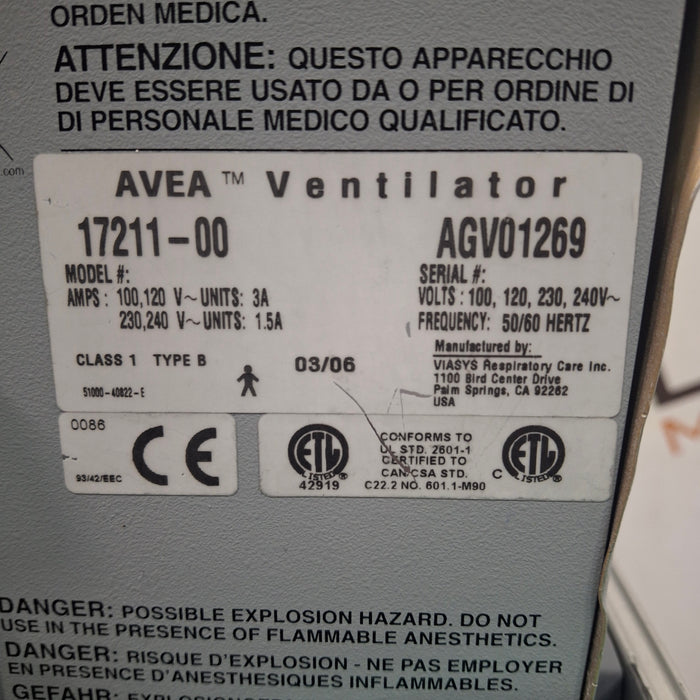 ORDEN MEDICA.
ATTENZIONE: QUESTO APPARECCHIO
DEVE ESSERE USATO DA O PER ORDINE DI
DI PERSONALE MEDICO QUALIFICATO.
.com
AVEA™ Ventilator
17211-00
MODEL #:
AGV01269
SERIAL #:
AMPS: 100,120 V~UNITS: 3A
230,240 V~UNITS: 1.5A
VOLTS: 100, 120, 230, 240V~
FREQUENCY: 50/60 HERTZ
CLASS 1 TYPE B
03/06
51000-40822-E
Manufactured by:
VIASYS Respiratory Care Inc.
1100 Bird Center Drive
Palm Springs, CA 92262
USA
0086
CE
93/42/EEC
ETL
LISTED
42919
CONFORMS TO
UL STD. 2601-1
CERTIFIED TO
CAN/CSA STD.
C22.2 NO. 601.1-M90
C
ETL
LISTED
DANGER: POSSIBLE EXPLOSION HAZARD. DO NOT
USE IN THE PRESENCE OF FLAMMABLE ANESTHETICS.
DANGER: RISQUE D'EXPLOSION - NE PAS EMPLOYER
EN PRESENCE D'ANESTHESIQUES INFLAMMABLES.
GEFAHR: